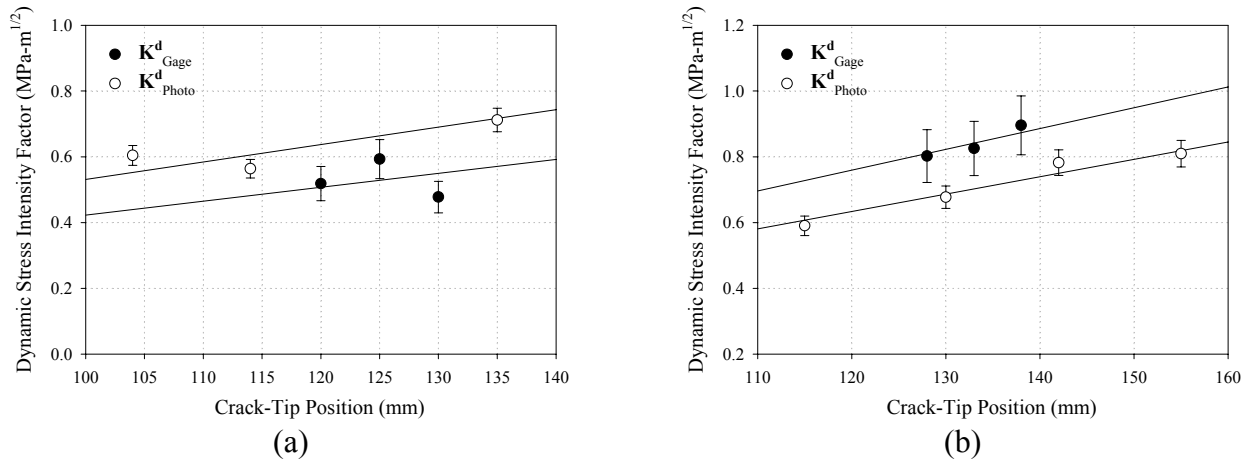 Dynamic Stress Intensity Factor (MPa-m^1/2)
1.0
0.8
0.6
0.4
0.2
0.0
K^d_Gage
K^d_Photo
100 105 110 115 120 125 130 135 140
Crack-Tip Position (mm)
(a)
Dynamic Stress Intensity Factor (MPa-m^1/2)
1.2
1.0
0.8
0.6
0.4
0.2
K^d_Gage
K^d_Photo
110 120 130 140 150 160
Crack-Tip Position (mm)
(b)